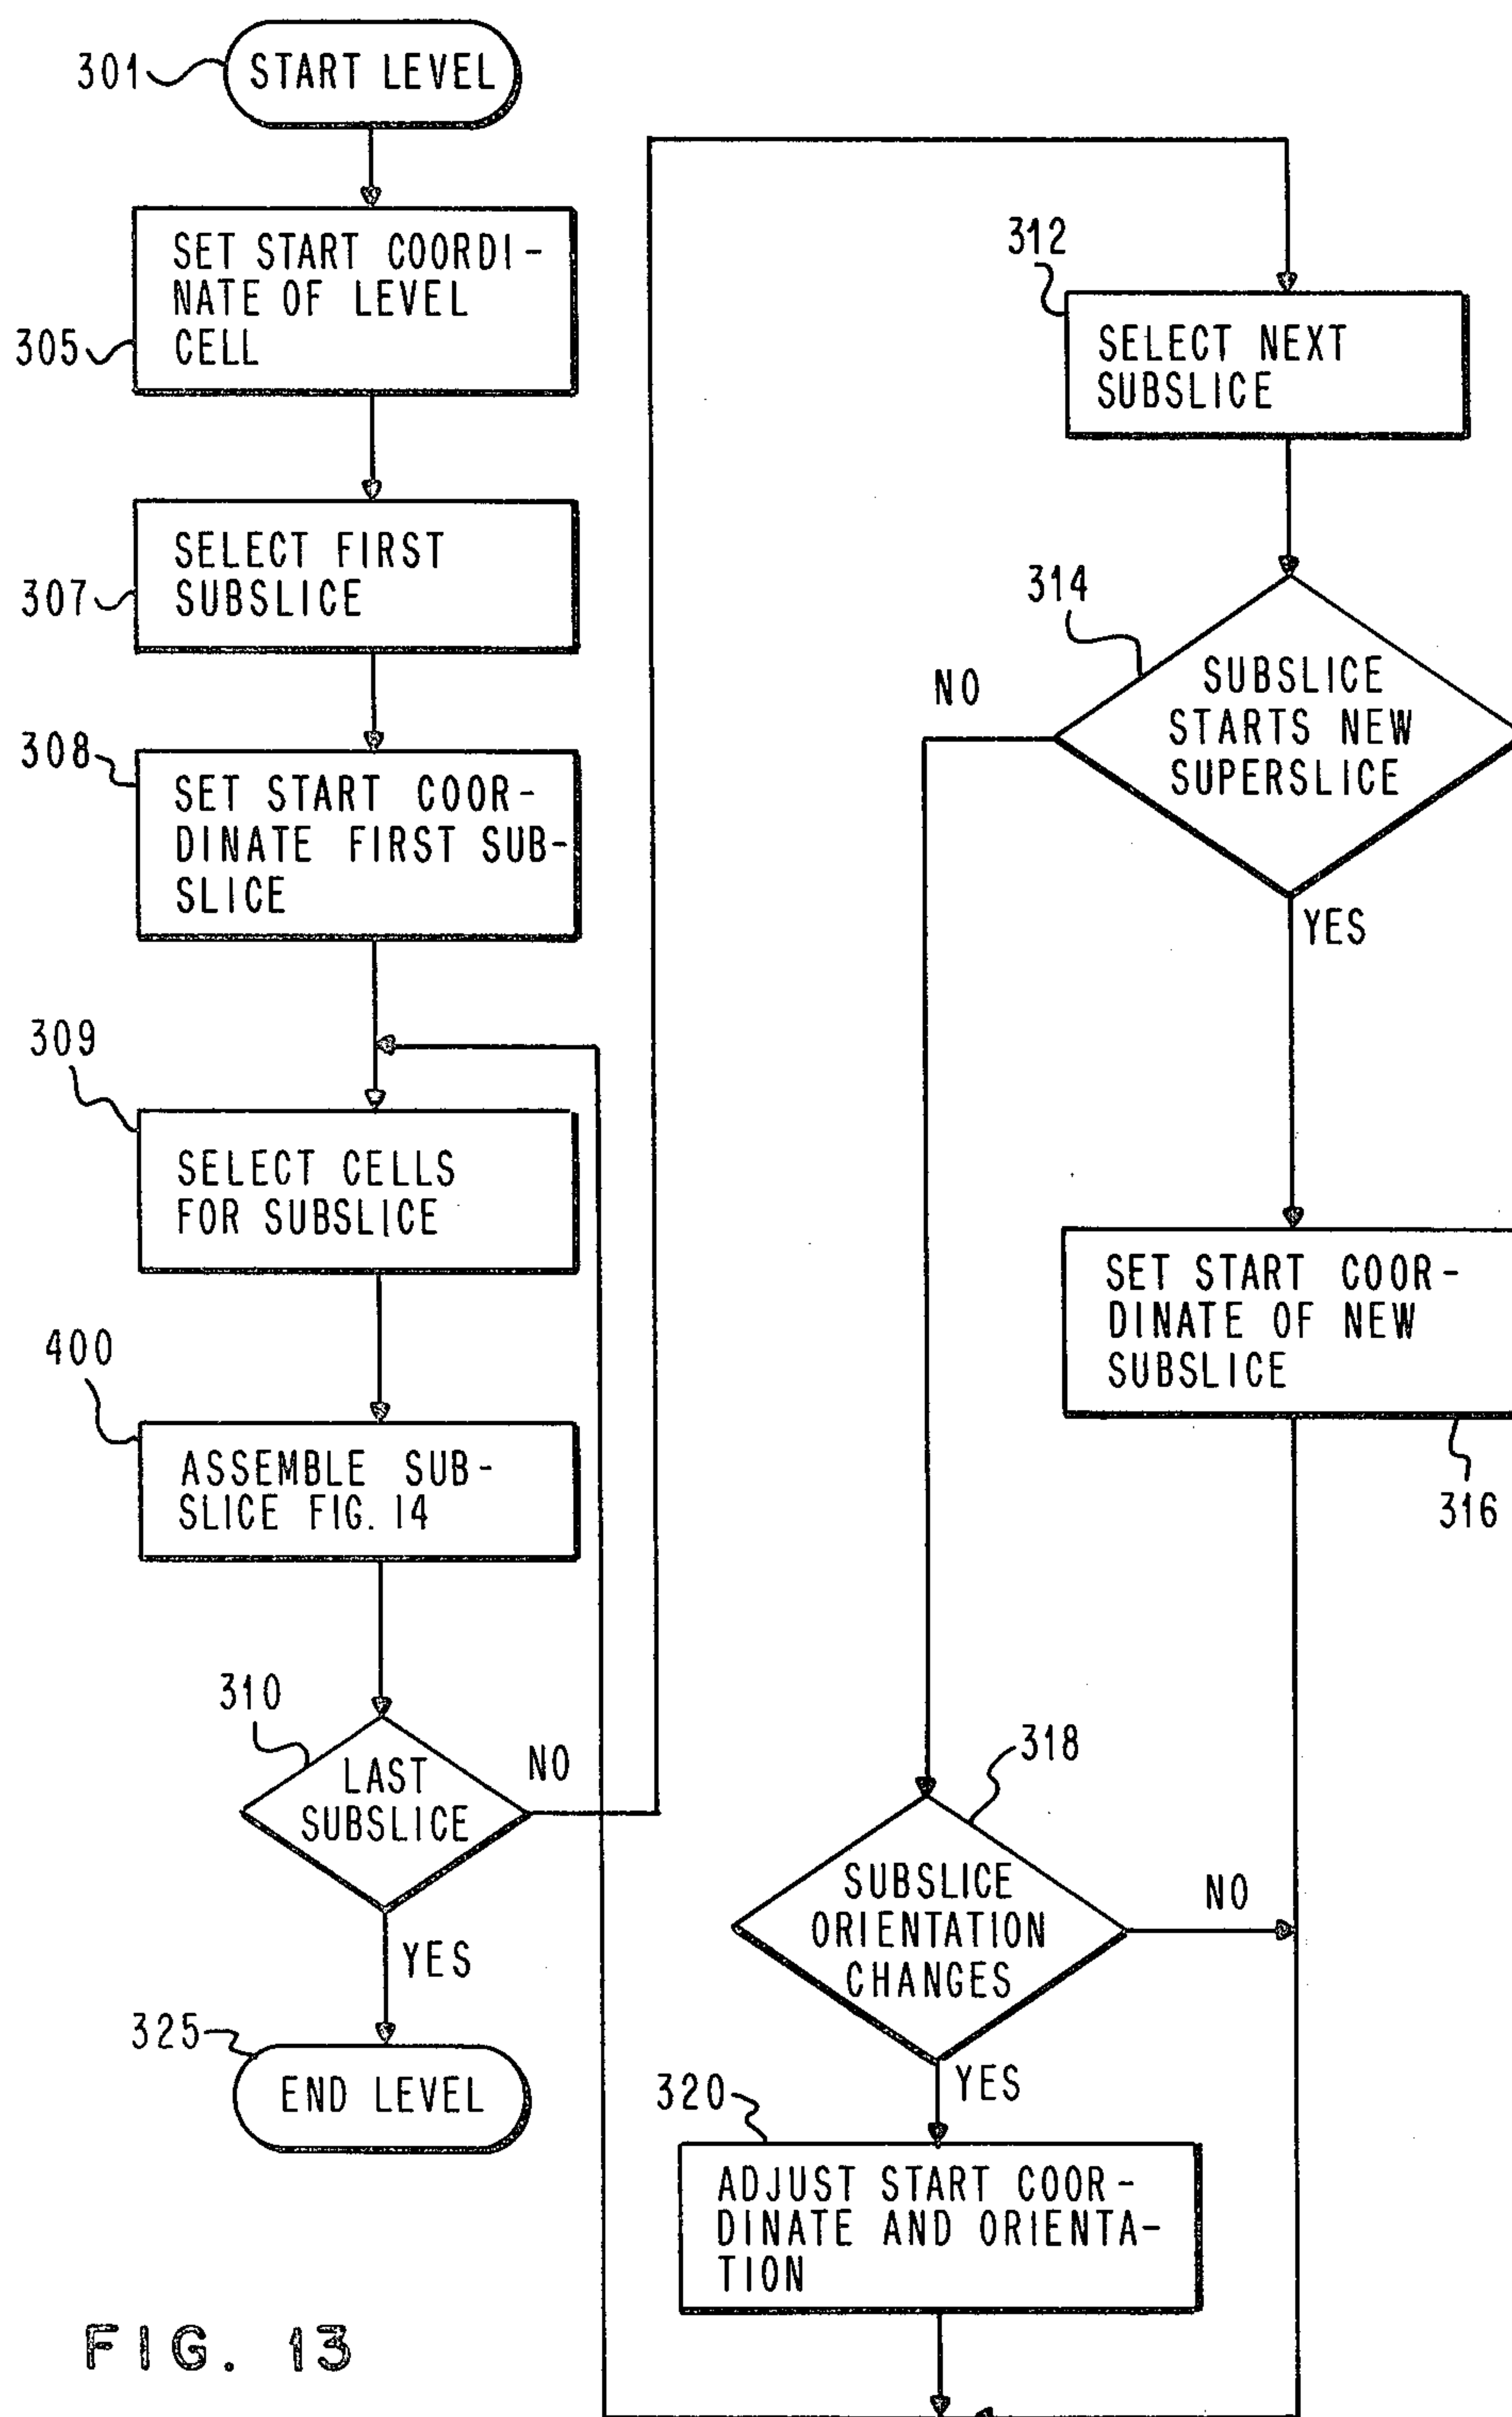 301
START LEVEL
SET START COORDI-
NATE OF LEVEL
CELL
305
SELECT FIRST
SUBSLICE
307
308
SET START COOR-
DINATE FIRST SUB-
SLICE
309
SELECT CELLS
FOR SUBSLICE
400
ASSEMBLE SUB-
SLICE FIG. 14
310
LAST
SUBSLICE
NO
YES
325
END LEVEL
312
SELECT NEXT
SUBSLICE
314
SUBSLICE
STARTS NEW
SUPERSLICE
NO
YES
SET START COOR-
DINATE OF NEW
SUBSLICE
316
318
SUBSLICE
ORIENTATION
CHANGES
NO
YES
320
ADJUST START COOR-
DINATE AND ORIENTA-
TION
FIG. 13